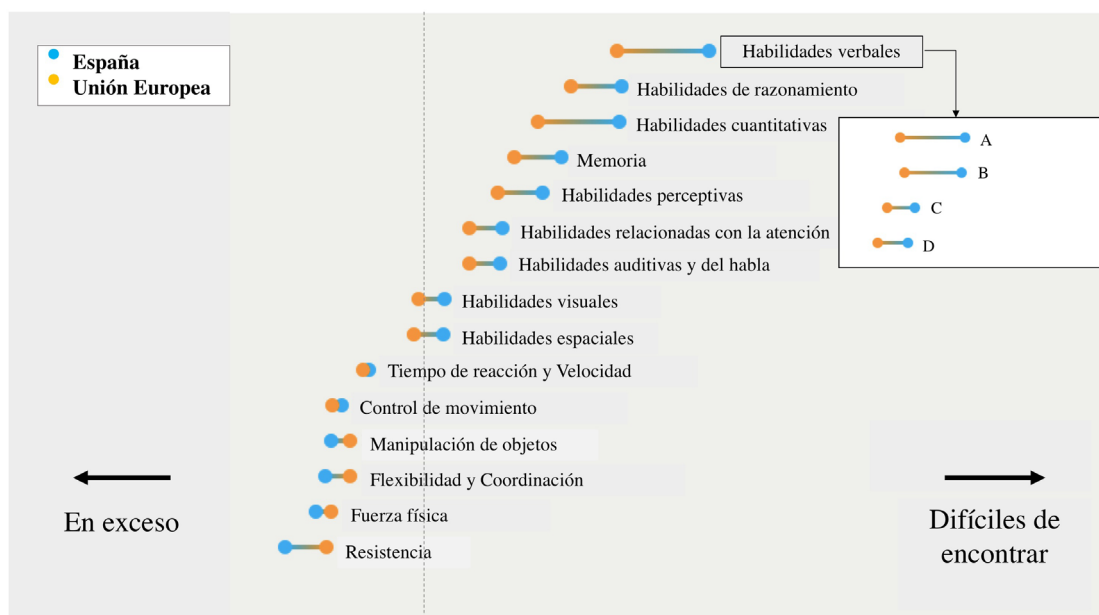 España
Unión Europea
Habilidades verbales
Habilidades de razonamiento
Habilidades cuantitativas
A
Memoria
B
Habilidades perceptivas
C
Habilidades relacionadas con la atención
D
Habilidades auditivas y del habla
Habilidades visuales
Habilidades espaciales
Tiempo de reacción y Velocidad
Control de movimiento
Manipulación de objetos
Flexibilidad y Coordinación
En exceso
Fuerza física
Difíciles de
encontrar
Resistencia